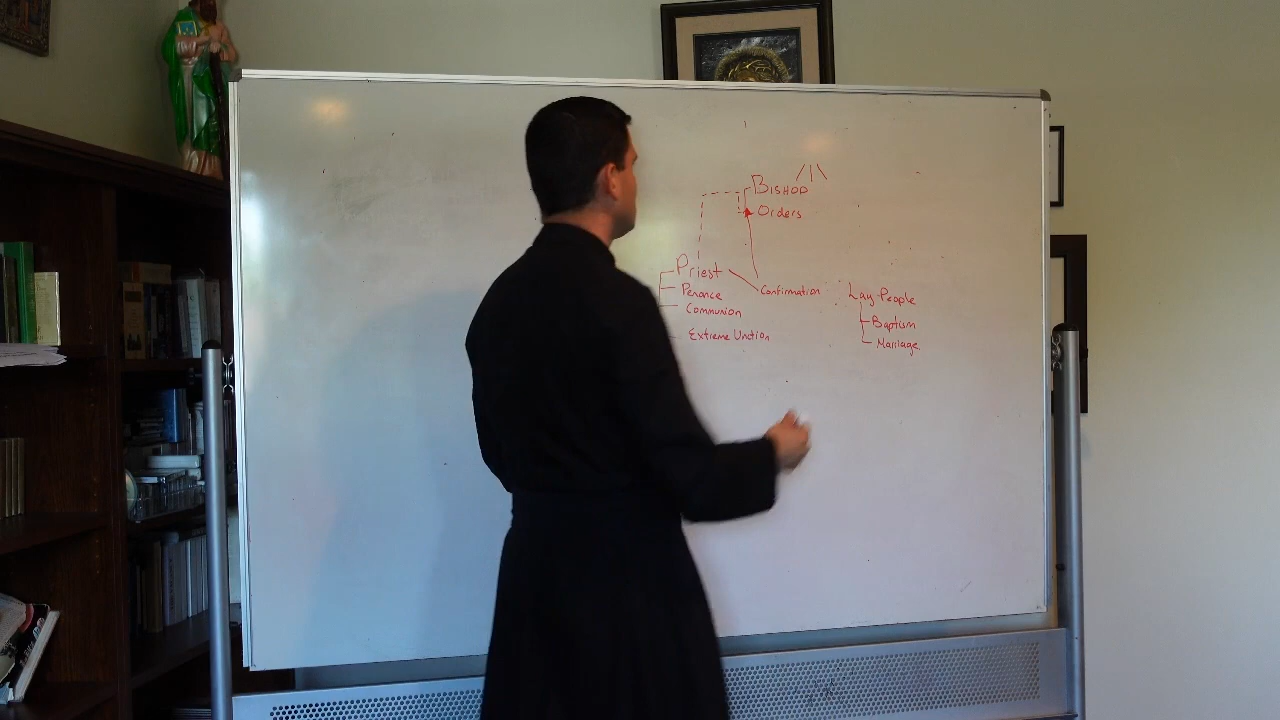 Bishop
Orders
Priest
Penance
Communion
Extreme Unction
Confirmation
Lay People
Baptism
Marriage